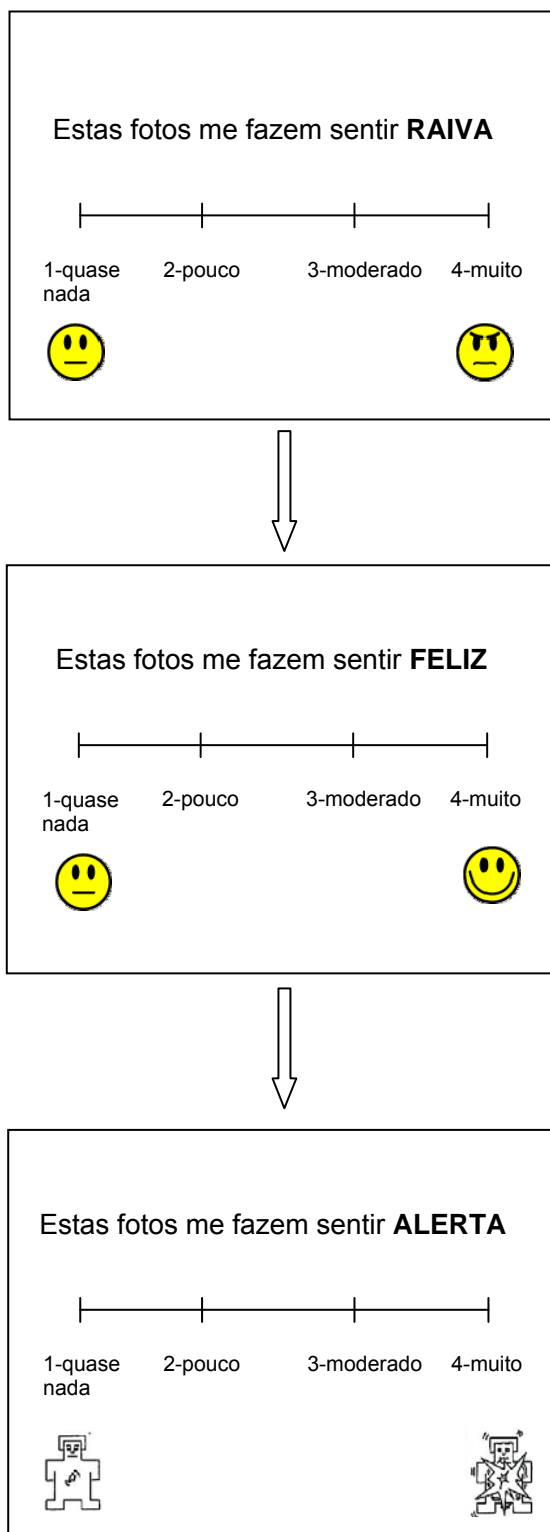 Estas fotos me fazem sentir RAIVA
1-quase nada 2-pouco 3-moderado 4-muito
Estas fotos me fazem sentir FELIZ
1-quase nada 2-pouco 3-moderado 4-muito
Estas fotos me fazem sentir ALERTA
1-quase nada 2-pouco 3-moderado 4-muito